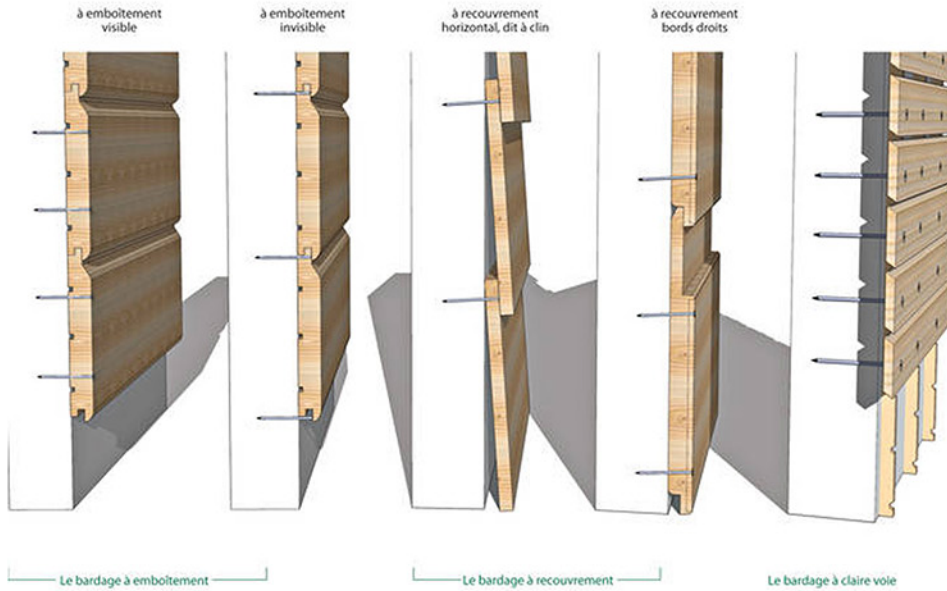 à emboîtement
visible
à emboîtement
invisible
à recouvrement
horizontal, dit à clin
à recouvrement
bords droits
Le bardage à emboîtement
Le bardage à recouvrement
Le bardage à claire voie